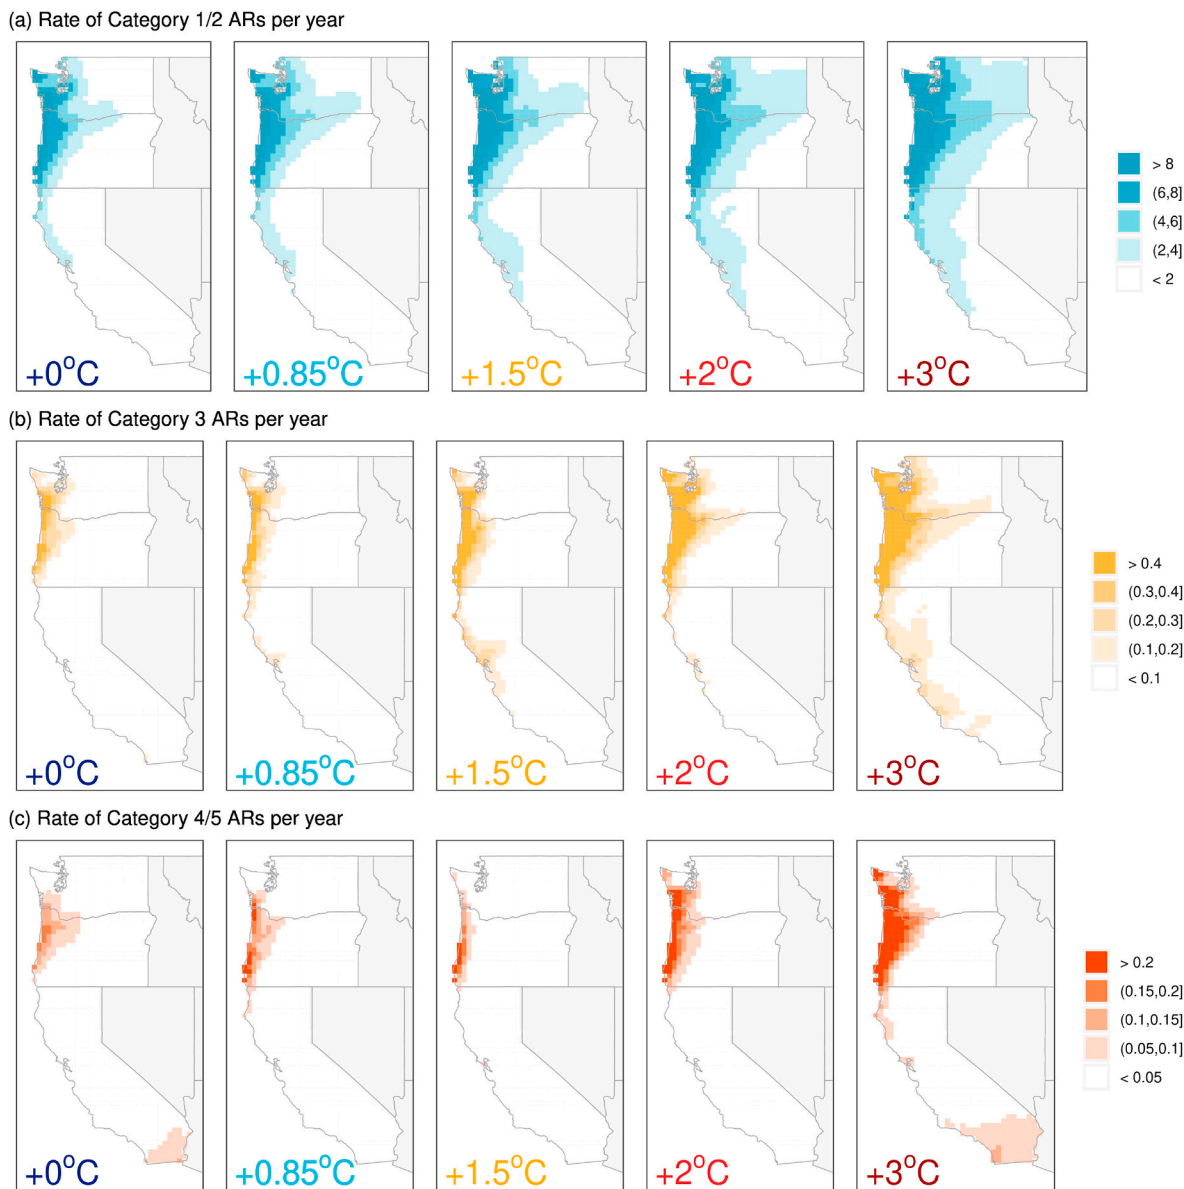 (a) Rate of Category 1/2 ARs per year
+0°C
+0.85°C
+1.5°C
+2°C
+3°C
> 8
(6,8]
(4,6]
(2,4]
< 2
(b) Rate of Category 3 ARs per year
+0°C
+0.85°C
+1.5°C
+2°C
+3°C
> 0.4
(0.3,0.4]
(0.2,0.3]
(0.1,0.2]
< 0.1
(c) Rate of Category 4/5 ARs per year
+0°C
+0.85°C
+1.5°C
+2°C
+3°C
> 0.2
(0.15,0.2]
(0.1,0.15]
(0.05,0.1]
< 0.05